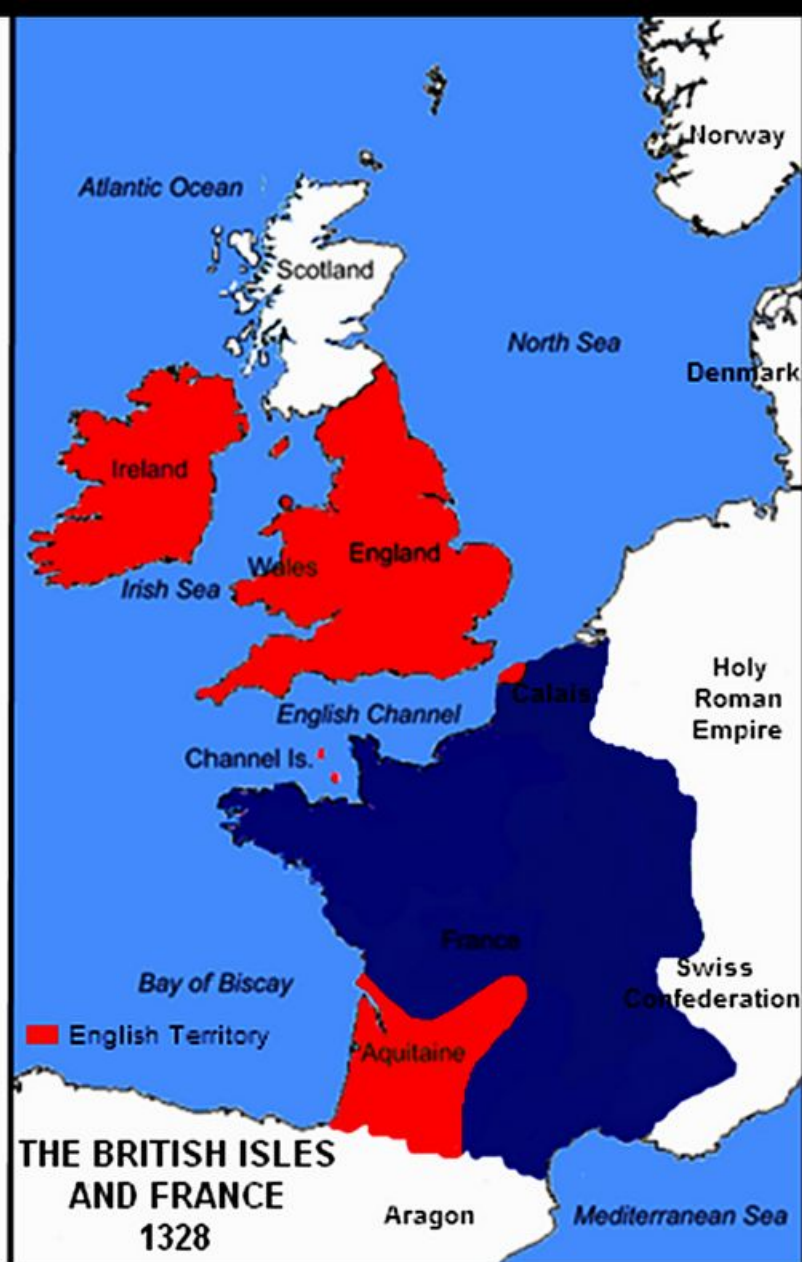 Norway
Atlantic Ocean
Scotland
North Sea
Denmark
Ireland
England
Wales
Irish Sea
Holy
Roman
Empire
Calais
English Channel
Channel Is.
France
Swiss
Confederation
Bay of Biscay
English Territory
Aquitaine
THE BRITISH ISLES
AND FRANCE
1328
Aragon
Mediterranean Sea